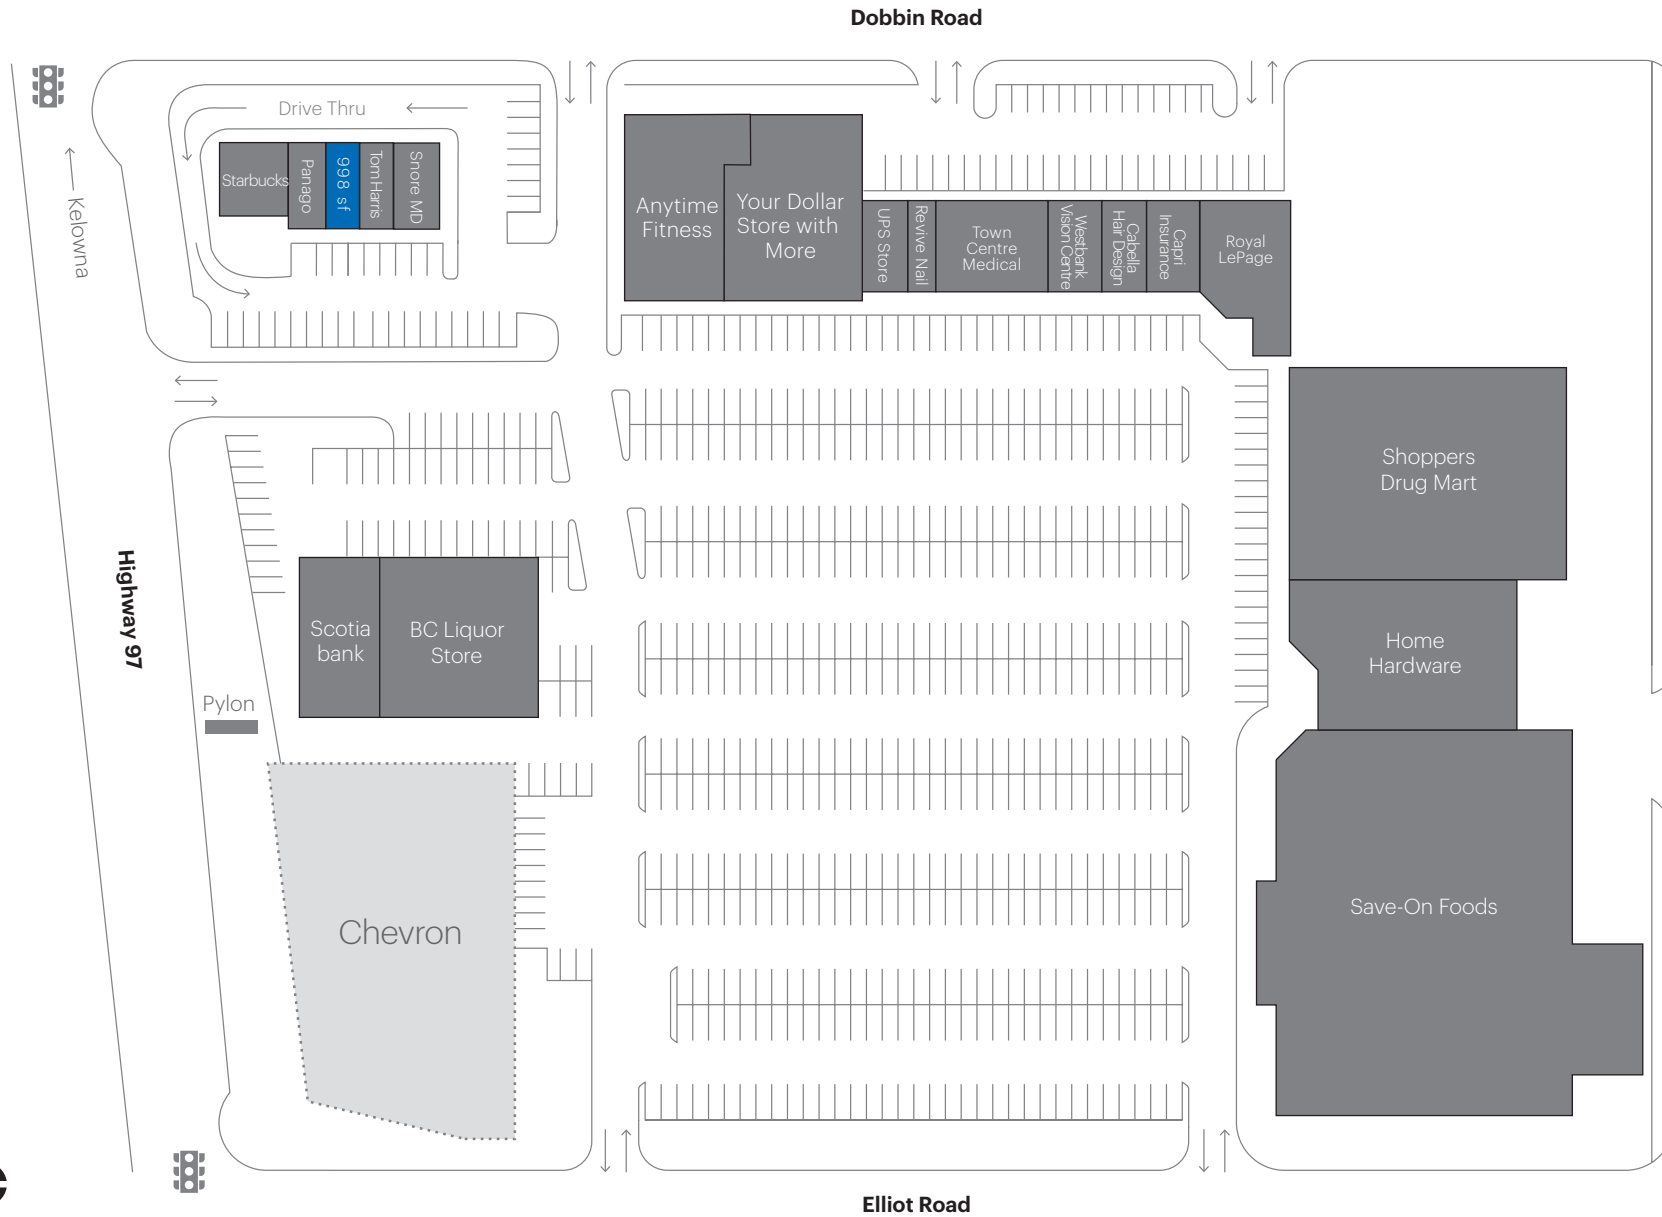 Dobbin Road
Drive Thru
Starbucks
Panago
998 sf
Tom Harris
Snore MD
Kelowna
Anytime
Fitness
Your Dollar
Store with
More
UPS Store
Revive Nail
Town
Centre
Medical
Westbank
Vision Centre
Cabella
Hair Design
Capri
Insurance
Royal
LePage
Shoppers
Drug Mart
Highway 97
Scotia
bank
BC Liquor
Store
Home
Hardware
Pylon
Chevron
Save-On Foods
Elliot Road